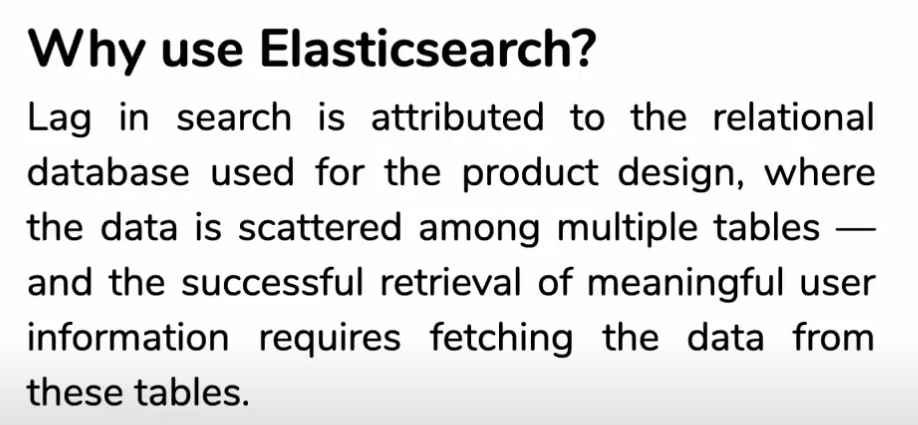 Why use Elasticsearch?
Lag in search is attributed to the relational
database used for the product design, where
the data is scattered among multiple tables —
and the successful retrieval of meaningful user
information requires fetching the data from
these tables.